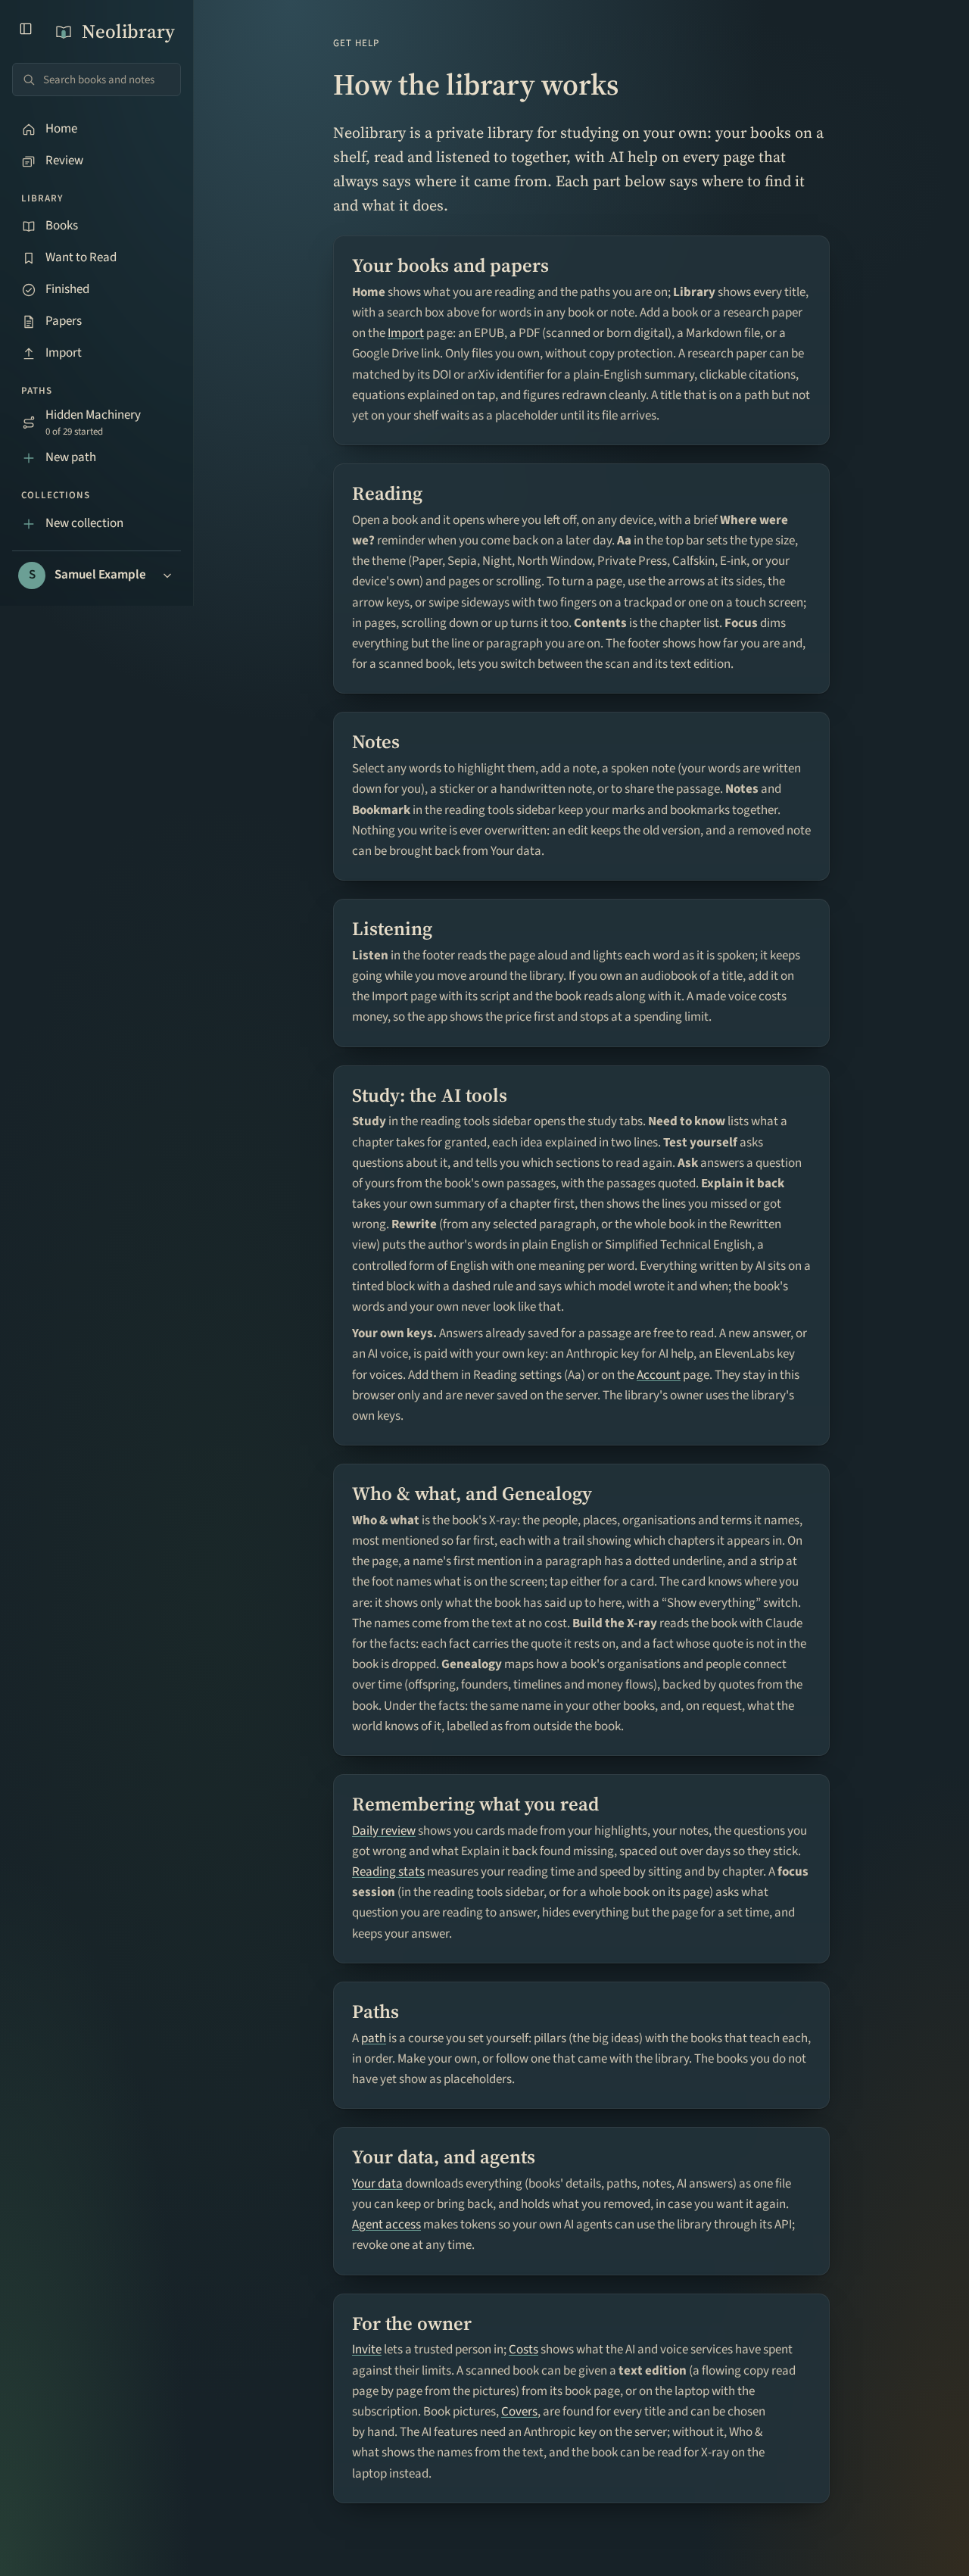 Neolibrary
Search books and notes
Home
Review
LIBRARY
Books
Want to Read
Finished
Papers
Import
PATHS
Hidden Machinery
0 of 29 started
New path
COLLECTIONS
New collection
S
Samuel Example
GET HELP
How the library works
Neolibrary is a private library for studying on your own: your books on a
shelf, read and listened to together, with AI help on every page that
always says where it came from. Each part below says where to find it
and what it does.
Your books and papers
Home shows what you are reading and the paths you are on; Library shows every title,
with a search box above for words in any book or note. Add a book or a research paper
on the Import page: an EPUB, a PDF (scanned or born digital), a Markdown file, or a
Google Drive link. Only files you own, without copy protection. A research paper can be
matched by its DOI or arXiv identifier for a plain-English summary, clickable citations,
equations explained on tap, and figures redrawn cleanly. A title that is on a path but not
yet on your shelf waits as a placeholder until its file arrives.
Reading
Open a book and it opens where you left off, on any device, with a brief Where were
we? reminder when you come back on a later day. Aa in the top bar sets the type size,
the theme (Paper, Sepia, Night, North Window, Private Press, Calfskin, E-ink, or your
device's own) and pages or scrolling. To turn a page, use the arrows at its sides, the
arrow keys, or swipe sideways with two fingers on a trackpad or one on a touch screen;
in pages, scrolling down or up turns it too. Contents is the chapter list. Focus dims
everything but the line or paragraph you are on. The footer shows how far you are and,
for a scanned book, lets you switch between the scan and its text edition.
Notes
Select any words to highlight them, add a note, a spoken note (your words are written
down for you), a sticker or a handwritten note, or to share the passage. Notes and
Bookmark in the reading tools sidebar keep your marks and bookmarks together.
Nothing you write is ever overwritten: an edit keeps the old version, and a removed note
can be brought back from Your data.
Listening
Listen in the footer reads the page aloud and lights each word as it is spoken; it keeps
going while you move around the library. If you own an audiobook of a title, add it on
the Import page with its script and the book reads along with it. A made voice costs
money, so the app shows the price first and stops at a spending limit.
Study: the AI tools
Study in the reading tools sidebar opens the study tabs. Need to know lists what a
chapter takes for granted, each idea explained in two lines. Test yourself asks
questions about it, and tells you which sections to read again. Ask answers a question
of yours from the book's own passages, with the passages quoted. Explain it back
takes your own summary of a chapter first, then shows the lines you missed or got
wrong. Rewrite (from any selected paragraph, or the whole book in the Rewritten
view) puts the author's words in plain English or Simplified Technical English, a
controlled form of English with one meaning per word. Everything written by AI sits on a
tinted block with a dashed rule and says which model wrote it and when; the book's
words and your own never look like that.
Your own keys. Answers already saved for a passage are free to read. A new answer, or
an AI voice, is paid with your own key: an Anthropic key for AI help, an ElevenLabs key
for voices. Add them in Reading settings (Aa) or on the Account page. They stay in this
browser only and are never saved on the server. The library's owner uses the library's
own keys.
Who & what, and Genealogy
Who & what is the book's X-ray: the people, places, organisations and terms it names,
most mentioned so far first, each with a trail showing which chapters it appears in. On
the page, a name's first mention in a paragraph has a dotted underline, and a strip at
the foot names what is on the screen; tap either for a card. The card knows where you
are: it shows only what the book has said up to here, with a “Show everything” switch.
The names come from the text at no cost. Build the X-ray reads the book with Claude
for the facts: each fact carries the quote it rests on, and a fact whose quote is not in the
book is dropped. Genealogy maps how a book's organisations and people connect
over time (offspring, founders, timelines and money flows), backed by quotes from the
book. Under the facts: the same name in your other books, and, on request, what the
world knows of it, labelled as from outside the book.
Remembering what you read
Daily review shows you cards made from your highlights, your notes, the questions you
got wrong and what Explain it back found missing, spaced out over days so they stick.
Reading stats measures your reading time and speed by sitting and by chapter. A focus
session (in the reading tools sidebar, or for a whole book on its page) asks what
question you are reading to answer, hides everything but the page for a set time, and
keeps your answer.
Paths
A path is a course you set yourself: pillars (the big ideas) with the books that teach each,
in order. Make your own, or follow one that came with the library. The books you do not
have yet show as placeholders.
Your data, and agents
Your data downloads everything (books' details, paths, notes, AI answers) as one file
you can keep or bring back, and holds what you removed, in case you want it again.
Agent access makes tokens so your own AI agents can use the library through its API;
revoke one at any time.
For the owner
Invite lets a trusted person in; Costs shows what the AI and voice services have spent
against their limits. A scanned book can be given a text edition (a flowing copy read
page by page from the pictures) from its book page, or on the laptop with the
subscription. Book pictures, Covers, are found for every title and can be chosen
by hand. The AI features need an Anthropic key on the server; without it, Who &
what shows the names from the text, and the book can be read for X-ray on the
laptop instead.